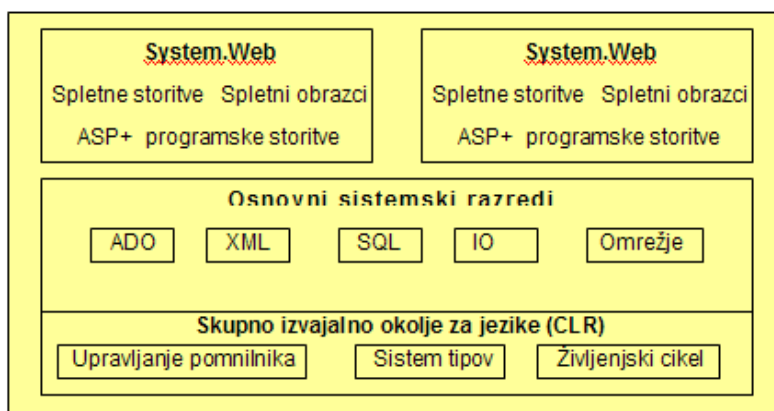 System.Web
Spletne storitve Spletni obrazci
ASP+ programske storitve
System.Web
Spletne storitve Spletni obrazci
ASP+ programske storitve
Osnovni sistemski razredi
ADO XML SQL IO Omrežje
Skupno izvajalno okolje za jezike (CLR)
Upravljanje pomnilnika Sistem tipov Življenjski cikel